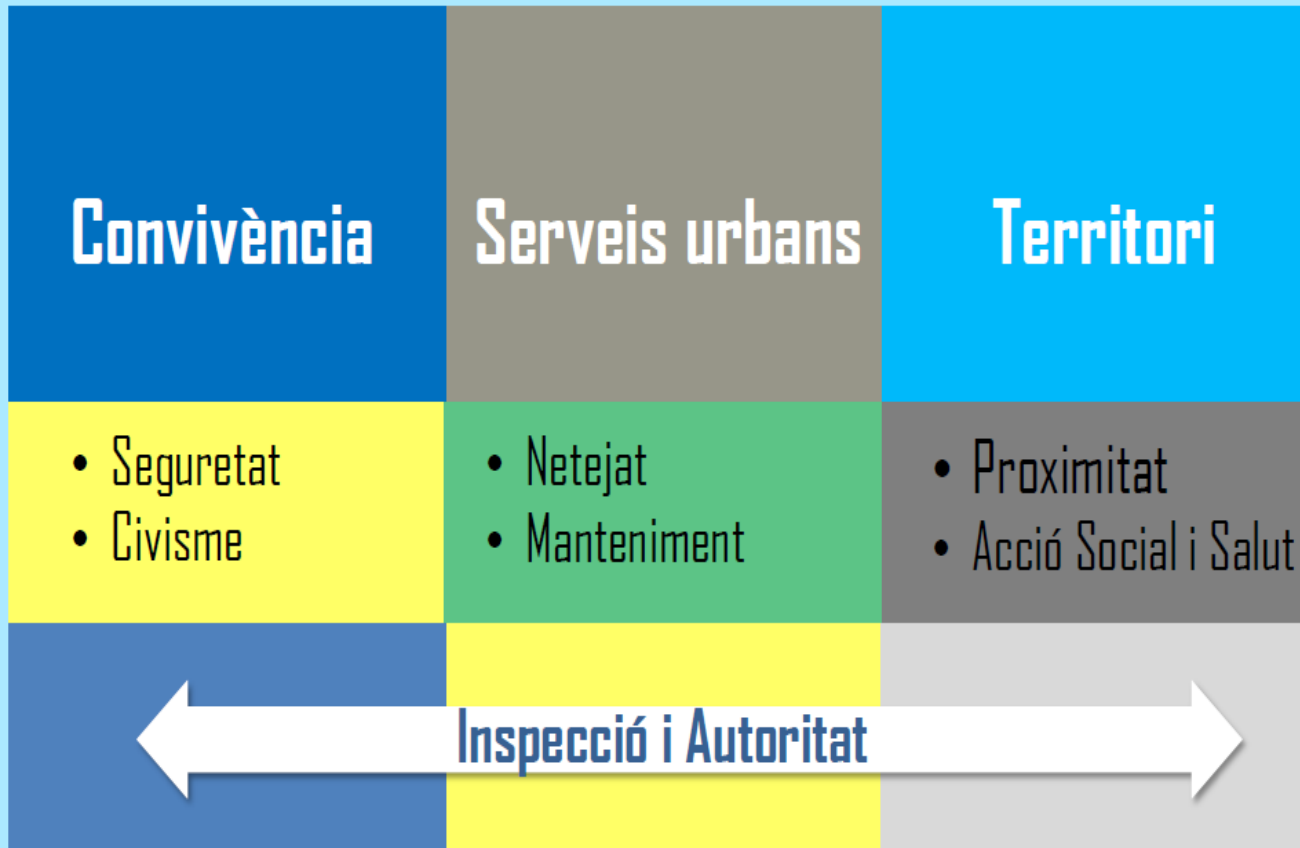 Convivència
Serveis urbans
Territori
• Seguretat
• Civisme
• Netejat
• Manteniment
• Proximitat
• Acció Social i Salut
Inspecció i Autoritat